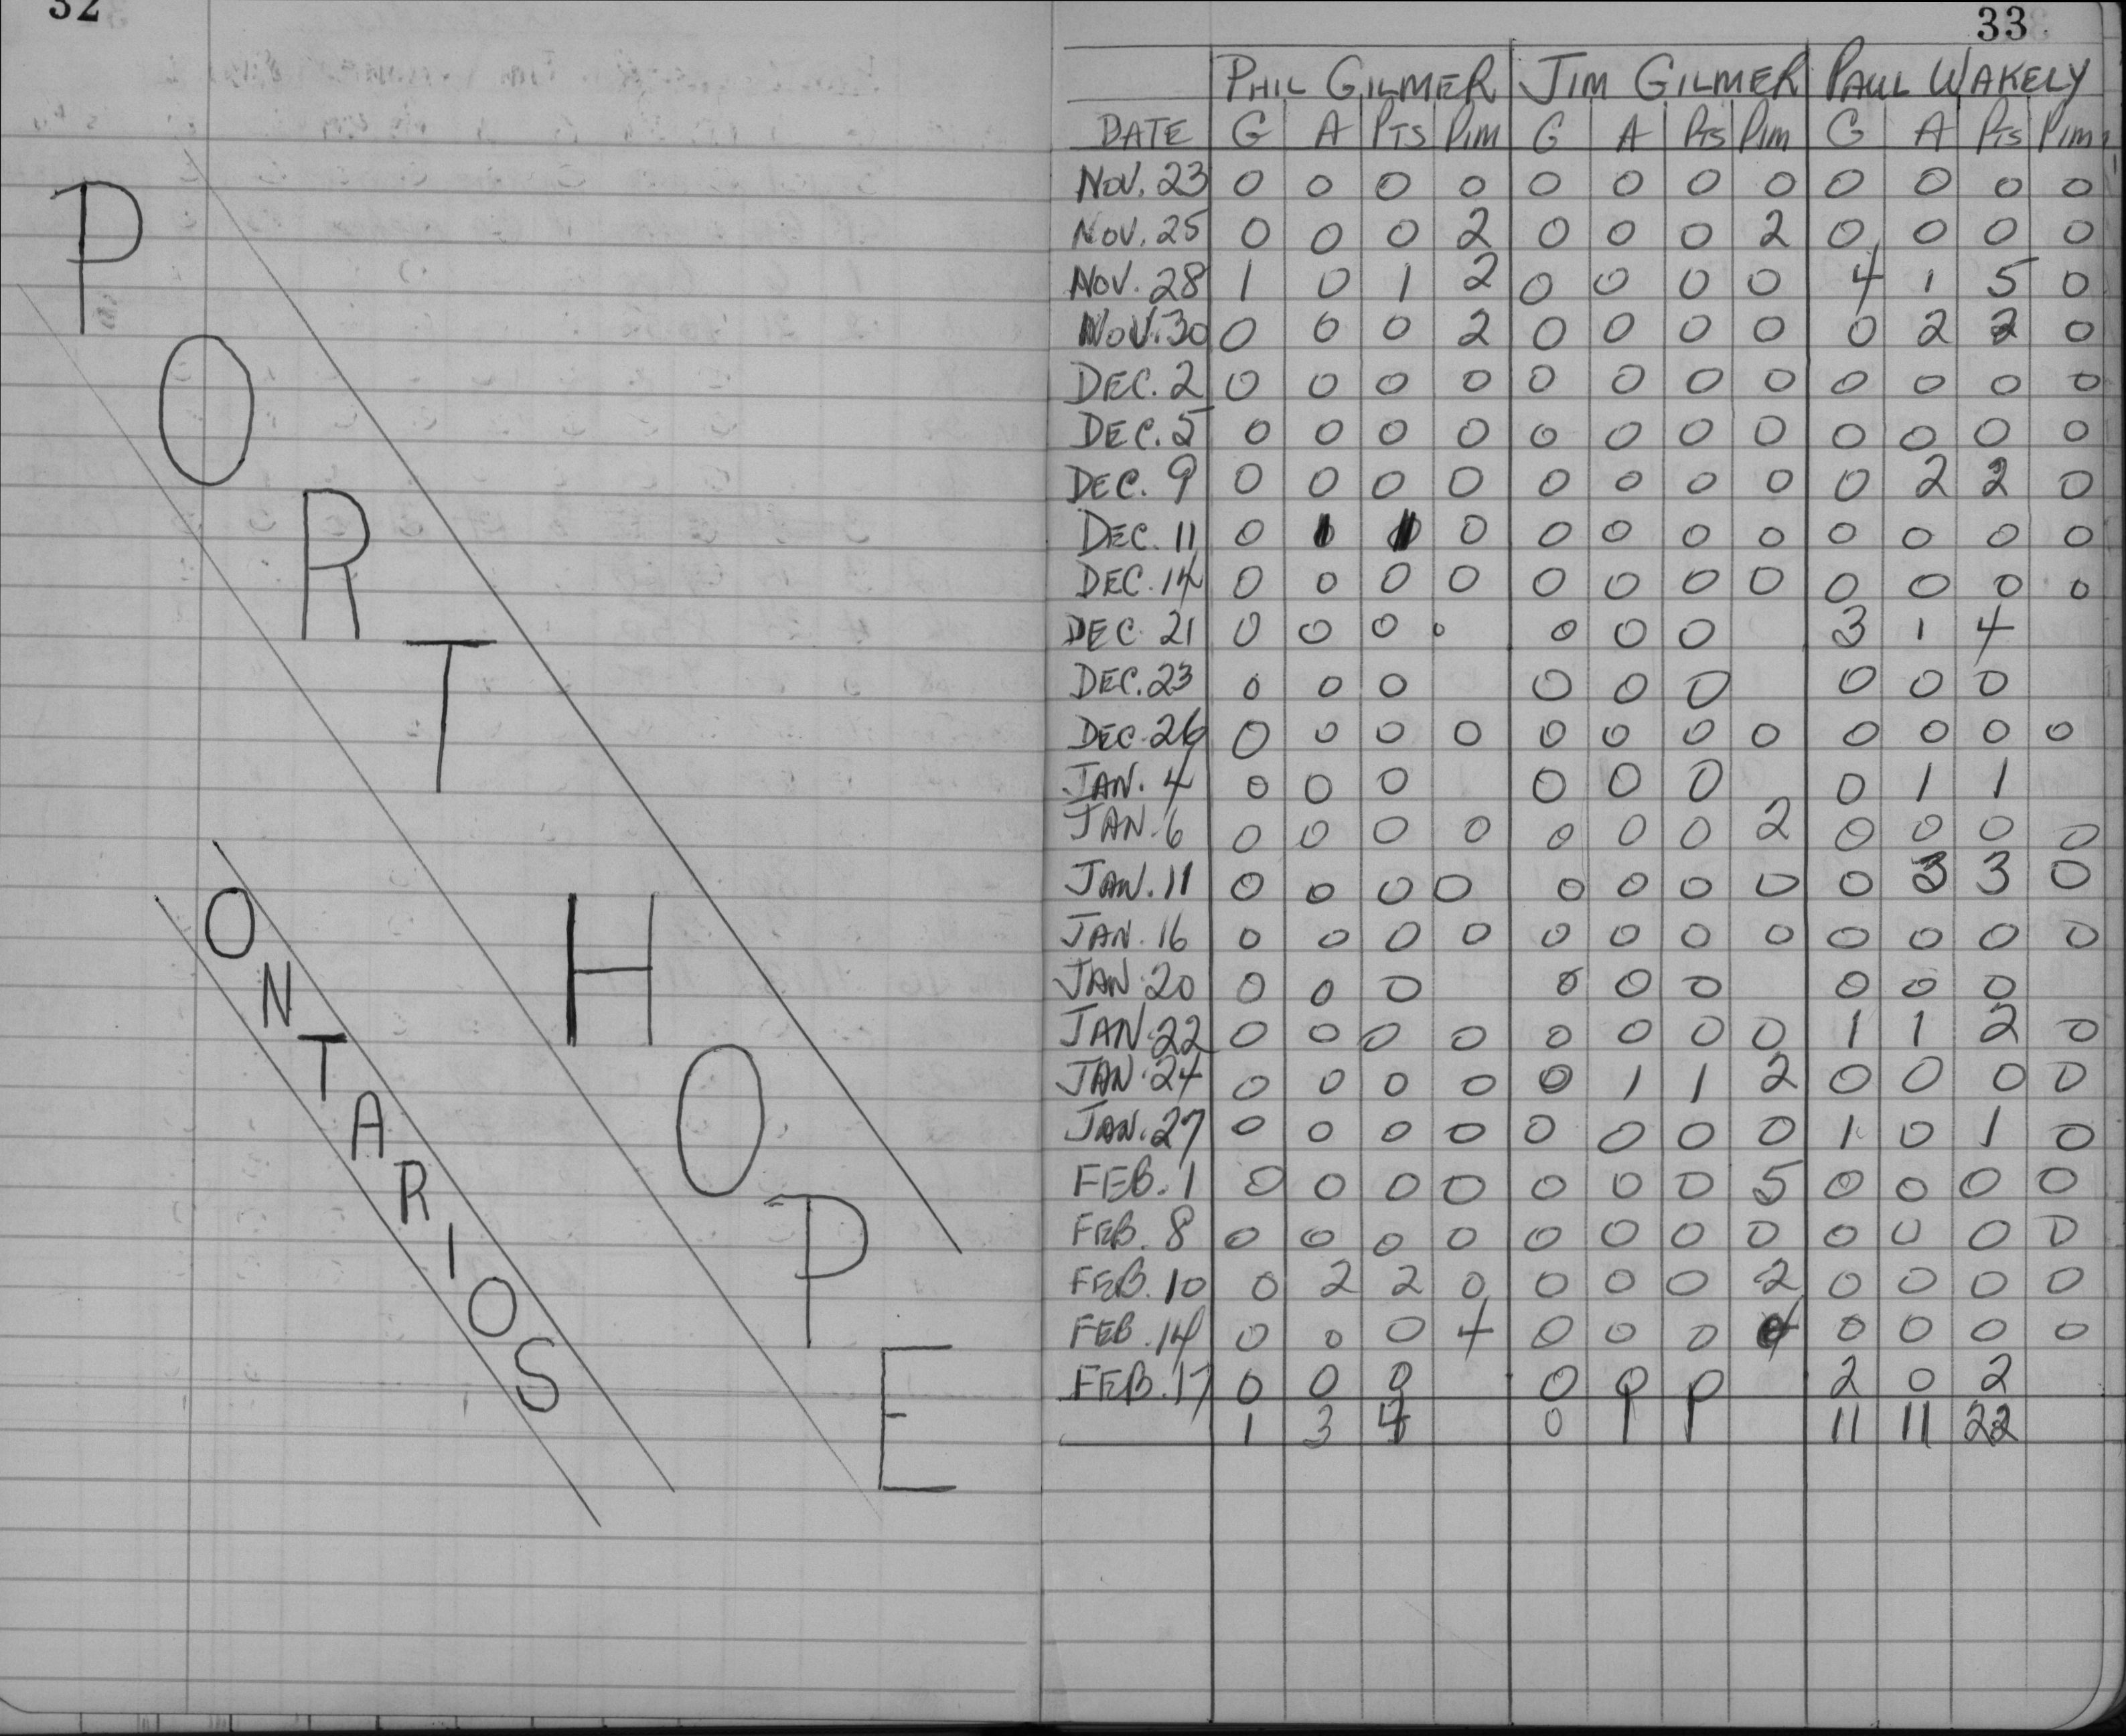 32
PORT HOPE
ONTARIOS
33
PHIL GILMER JIM GILMER PAUL WAKELY
DATE G A PTS PIM G A PTS PIM G A PTS PIM
NOV. 23 0 0 0 0 0 0 0 0 0 0 0 0
NOV. 25 0 0 0 2 0 0 0 2 0 0 0 0
NOV. 28 1 0 1 2 0 0 0 0 4 1 5 0
NOV. 30 0 0 0 2 0 0 0 0 0 2 2 0
DEC. 2 0 0 0 0 0 0 0 0 0 0 0 0
DEC. 5 0 0 0 0 0 0 0 0 0 0 0 0
DEC. 9 0 0 0 0 0 0 0 0 0 2 2 0
DEC. 11 0 1 1 0 0 0 0 0 0 0 0 0
DEC. 14 0 0 0 0 0 0 0 0 0 0 0 0
DEC. 21 0 0 0 0 0 0 0 3 1 4
DEC. 23 0 0 0 0 0 0 0 0 0
DEC. 26 0 0 0 0 0 0 0 0 0 0 0 0
JAN. 4 0 0 0 0 0 0 0 1 1
JAN. 6 0 0 0 0 0 0 0 2 0 0 0 0
JAN. 11 0 0 0 0 0 0 0 0 0 3 3 0
JAN. 16 0 0 0 0 0 0 0 0 0 0 0 0
JAN. 20 0 0 0 0 0 0 0 0 0
JAN. 22 0 0 0 0 0 0 0 0 1 1 2 0
JAN. 24 0 0 0 0 0 1 1 2 0 0 0 0
JAN. 27 0 0 0 0 0 0 0 0 1 0 1 0
FEB. 1 0 0 0 0 0 0 0 5 0 0 0 0
FEB. 8 0 0 0 0 0 0 0 0 0 0 0 0
FEB. 10 0 2 2 0 0 0 0 2 0 0 0 0
FEB. 14 0 0 0 4 0 0 0 4 0 0 0 0
FEB. 17 0 0 0 0 0 0 2 0 2
1 3 4 0 1 1 11 11 22